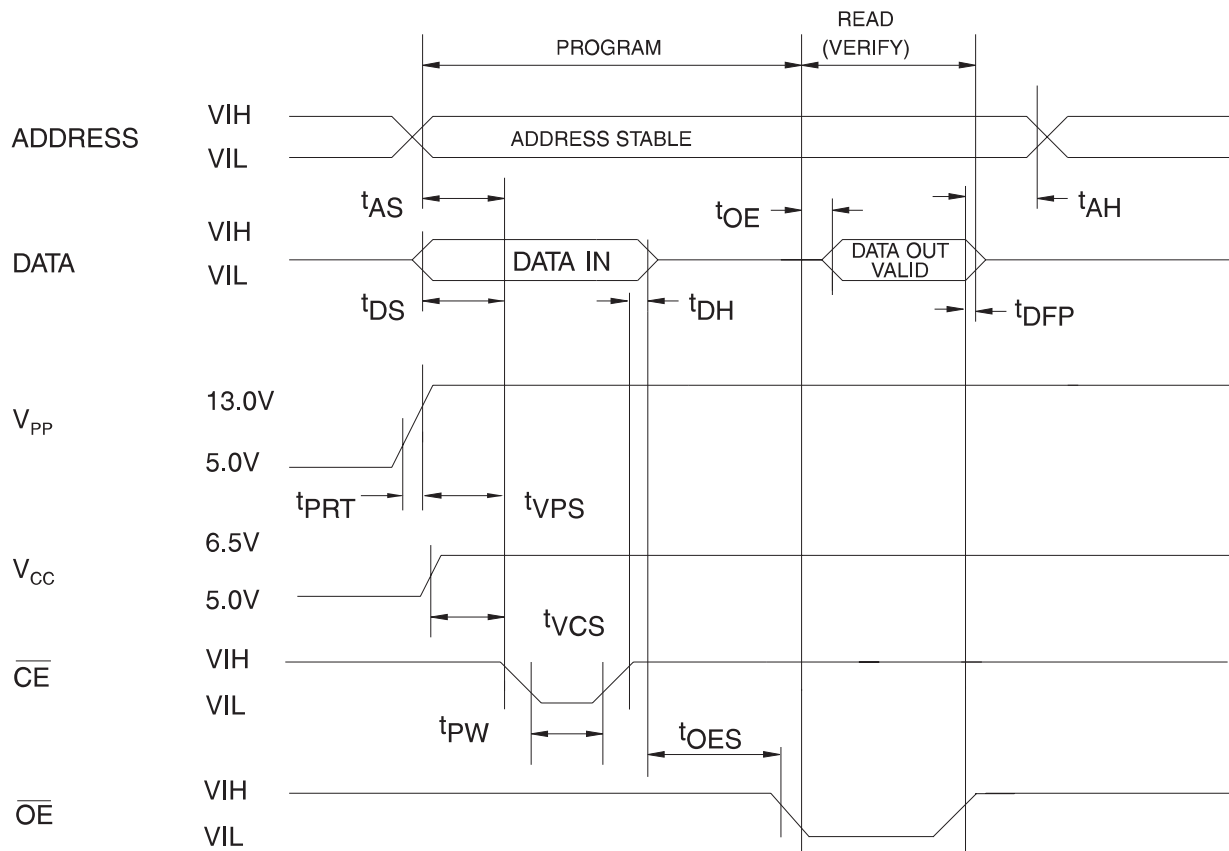 READ
PROGRAM (VERIFY)
VIH
ADDRESS ADDRESS STABLE
VIL
tAS tOE tAH
VIH
DATA DATA IN DATA OUT
VIL VALID
tDS tDH tDFP
13.0V
VPP
5.0V
tPRT tVPS
6.5V
VCC
5.0V
tVCS
VIH
CE
VIL
tPW tOES
VIH
OE
VIL